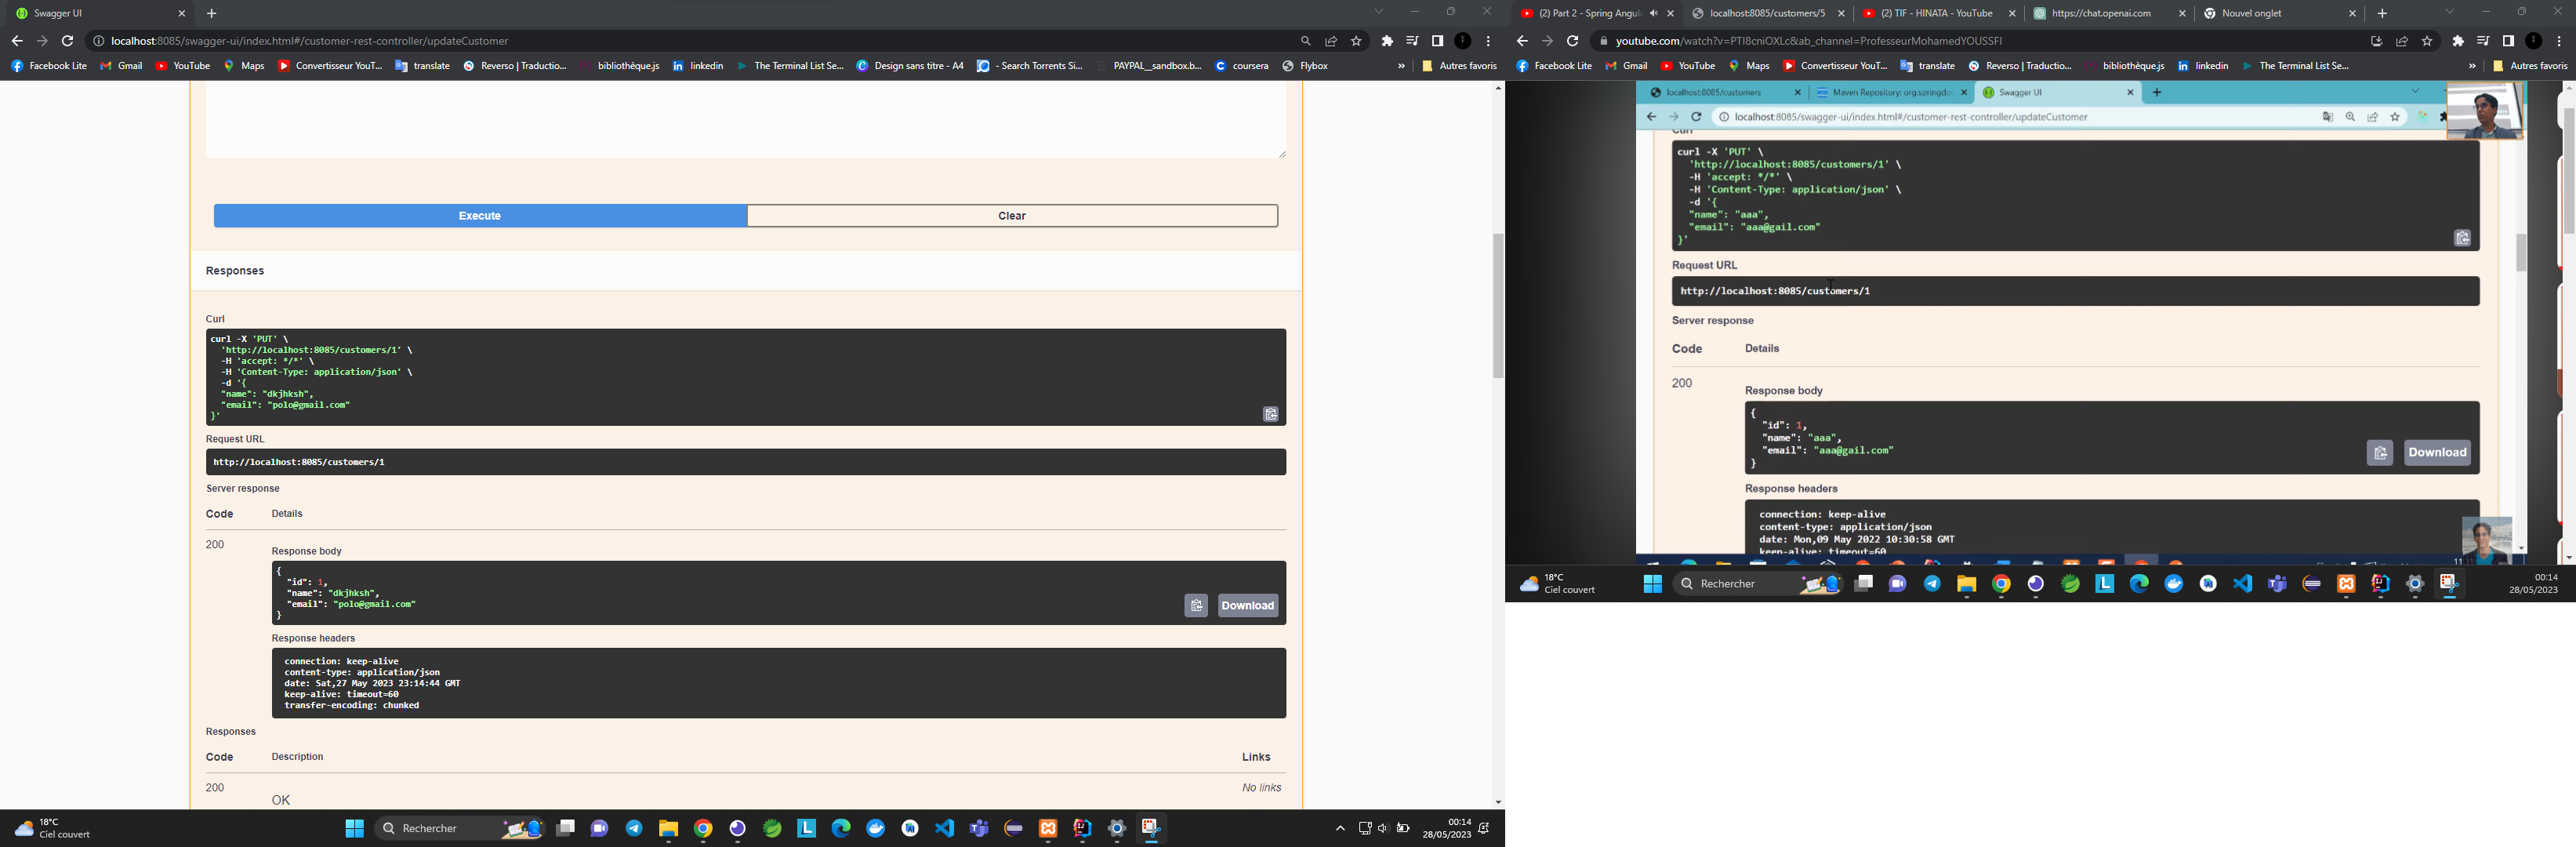 Swagger UI
localhost:8085/swagger-ui/index.html#/customer-rest-controller/updateCustomer
Facebook Lite Gmail YouTube Maps Convertisseur YouT... translate Reverso | Traductio... bibliothèque.js linkedin The Terminal List Se... Design sans titre - A4 - Search Torrents Si... PAYPAL__sandbox.b... coursera Flybox » Autres favoris
Execute Clear
Responses
Curl
curl -X 'PUT' \
'http://localhost:8085/customers/1' \
-H 'accept: */*' \
-H 'Content-Type: application/json' \
-d '{
"name": "dkjhksh",
"email": "polo@gmail.com"
}'
Request URL
http://localhost:8085/customers/1
Server response
Code Details
200
Response body
{
"id": 1,
"name": "dkjhksh",
"email": "polo@gmail.com"
}
Download
Response headers
connection: keep-alive
content-type: application/json
date: Sat,27 May 2023 23:14:44 GMT
keep-alive: timeout=60
transfer-encoding: chunked
Responses
Code Description Links
200 No links
OK
18°C
Ciel couvert
Rechercher
00:14
28/05/2023
(2) Part 2 - Spring Angul localhost:8085/customers/5 (2) TIF - HINATA - YouTube https://chat.openai.com Nouvel onglet
youtube.com/watch?v=PTI8cniOXLc&ab_channel=ProfesseurMohamedYOUSSFI
Facebook Lite Gmail YouTube Maps Convertisseur YouT... translate Reverso | Traductio... bibliothèque.js linkedin The Terminal List Se... » Autres favoris
localhost:8085/customers Maven Repository: org.springdo Swagger UI
localhost:8085/swagger-ui/index.html#/customer-rest-controller/updateCustomer
Curl
curl -X 'PUT' \
'http://localhost:8085/customers/1' \
-H 'accept: */*' \
-H 'Content-Type: application/json' \
-d '{
"name": "aaa",
"email": "aaa@gail.com"
}'
Request URL
http://localhost:8085/customers/1
Server response
Code Details
200
Response body
{
"id": 1,
"name": "aaa",
"email": "aaa@gail.com"
}
Download
Response headers
connection: keep-alive
content-type: application/json
date: Mon,09 May 2022 10:30:58 GMT
keep-alive: timeout=60
18°C
Ciel couvert
Rechercher
00:14
28/05/2023